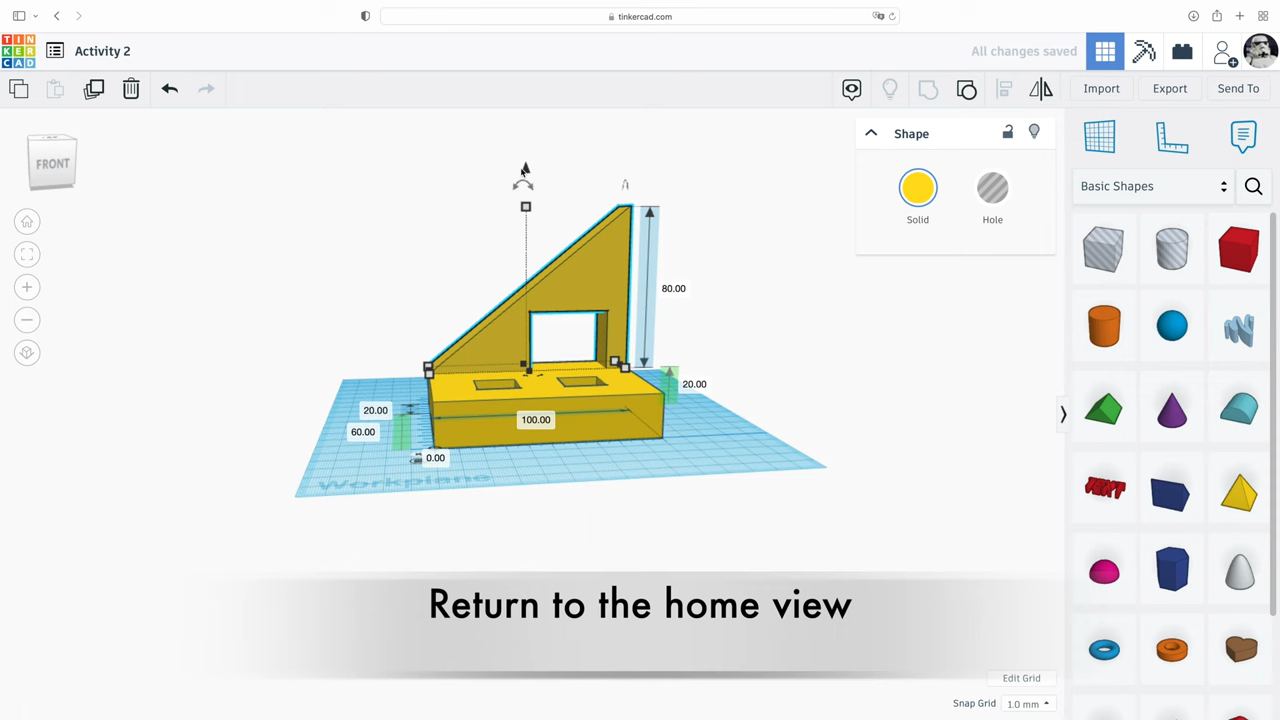 tinkercad.com
TIN
KER
CAD
Activity 2
All changes saved
Import
Export
Send To
FRONT
Shape
Solid
Hole
Basic Shapes
80.00
20.00
20.00
100.00
60.00
0.00
Workplane
TEXT
Return to the home view
Edit Grid
Snap Grid
1.0 mm